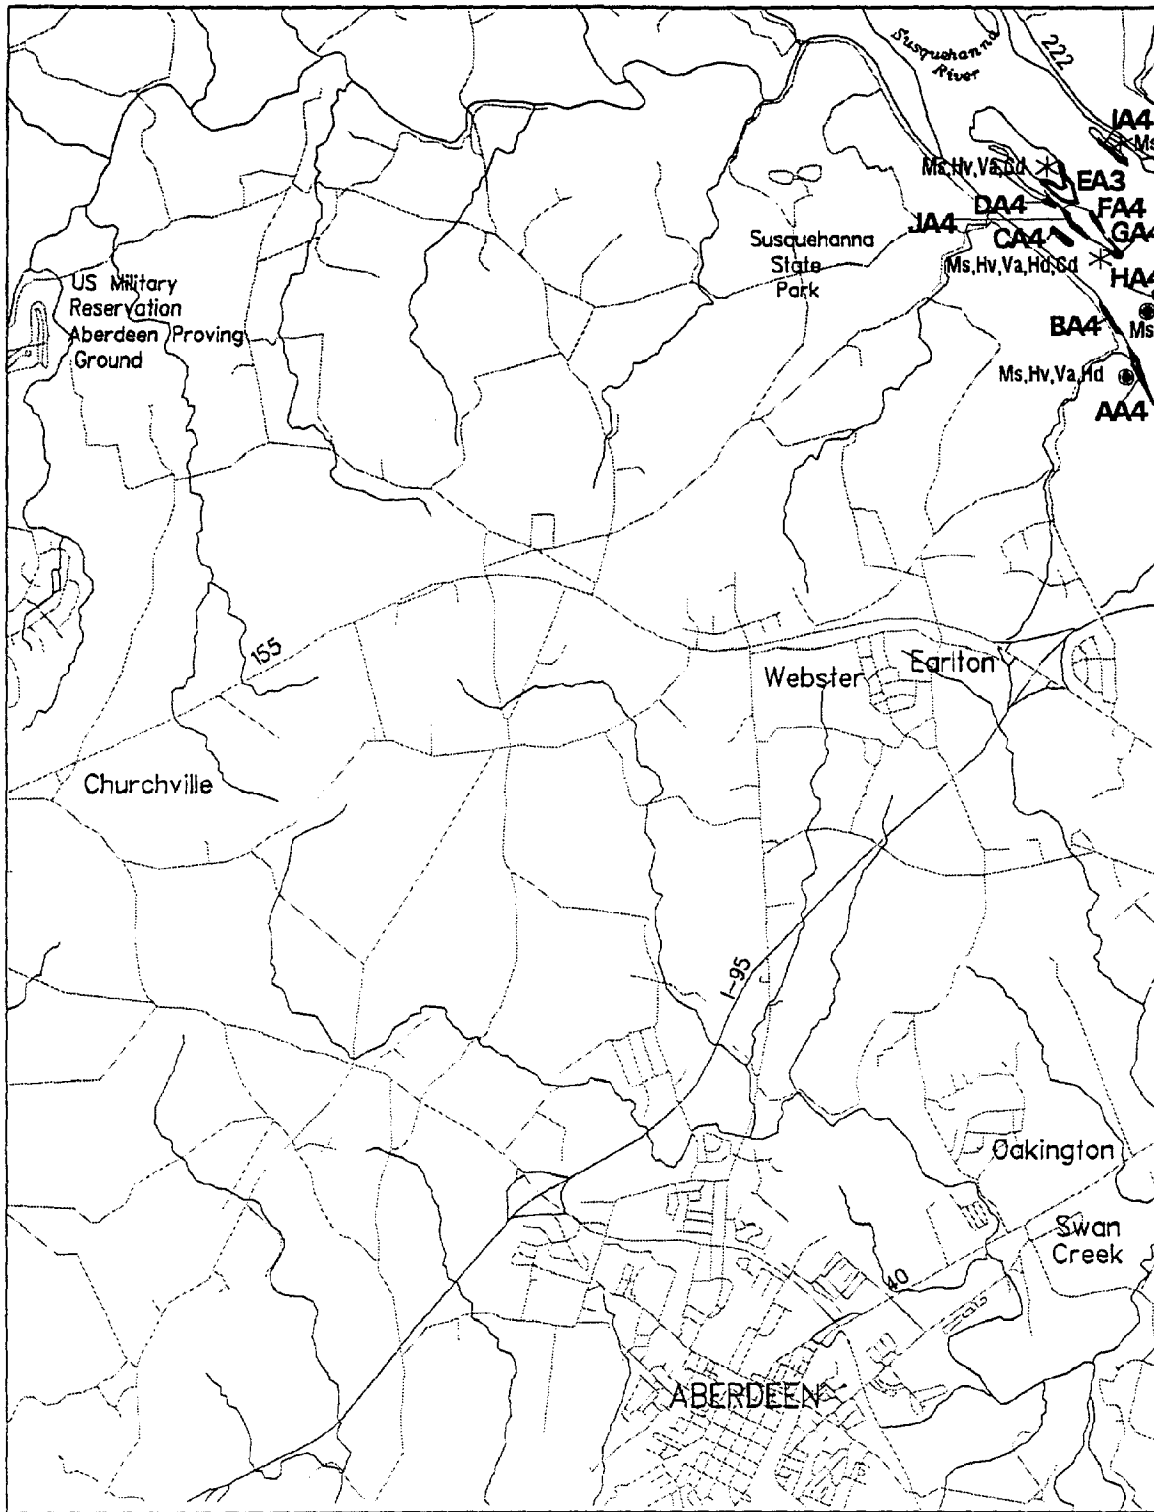 Susquehanna
River
222
IA4
Ms
Ms,Hv,Va,Cd
EA3
DA4
FA4
JA4
GA4
CA4
Susquehanna
State
Park
Ms,Hv,Va,Hd,Cd
HA4
US Military
Reservation
Aberdeen Proving
Ground
BA4
Ms
Ms,Hv,Va,Hd
AA4
155
Webster
Earlton
Churchville
I-95
Oakington
Swan
Creek
40
ABERDEEN